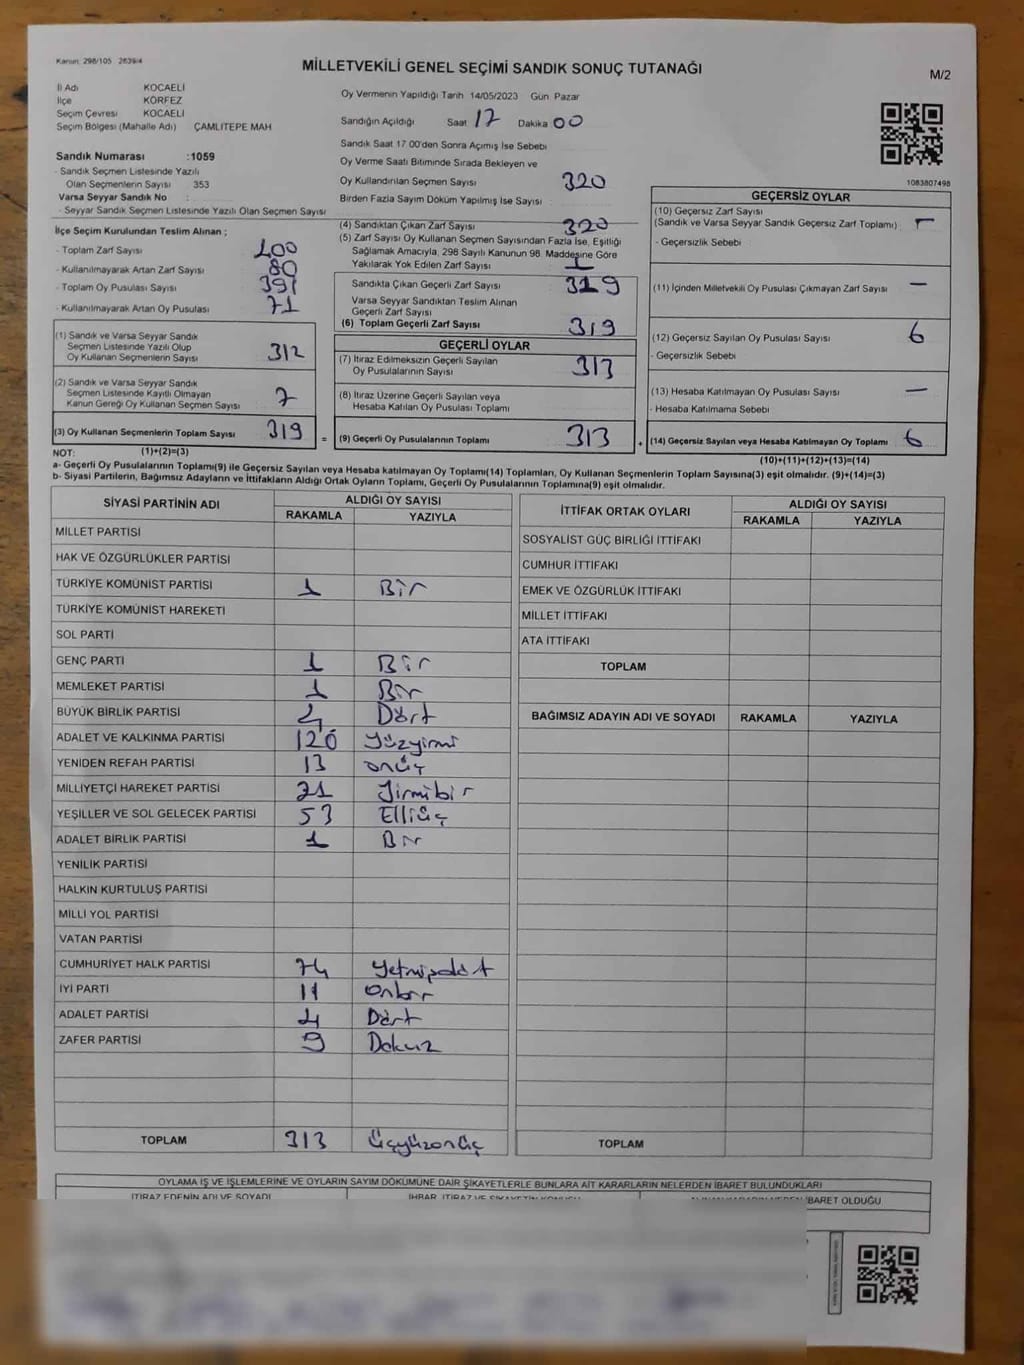 Kanun: 298/105 2839/4
MİLLETVEKİLİ GENEL SEÇİMİ SANDIK SONUÇ TUTANAĞI
M/2
İl Adı KOCAELİ
İlçe KÖRFEZ
Seçim Çevresi KOCAELİ
Seçim Bölgesi (Mahalle Adı) ÇAMLITEPE MAH
Sandık Numarası :1059
- Sandık Seçmen Listesinde Yazılı
Olan Seçmenlerin Sayısı 353
Varsa Seyyar Sandık No
- Seyyar Sandık Seçmen Listesinde Yazılı Olan Seçmen Sayısı
Oy Vermenin Yapıldığı Tarih 14/05/2023 Gün Pazar
Sandığın Açıldığı Saat 17 Dakika 00
Sandık Saat 17:00'den Sonra Açımış İse Sebebi
Oy Verme Saati Bitiminde Sırada Bekleyen ve
Oy Kullandırılan Seçmen Sayısı 320
Birden Fazla Sayım Döküm Yapılmış İse Sayısı
1083807498
İlçe Seçim Kurulundan Teslim Alınan ;
- Toplam Zarf Sayısı 400
- Kullanılmayarak Artan Zarf Sayısı 80
- Toplam Oy Pusulası Sayısı 391
- Kullanılmayarak Artan Oy Pusulası 71
(1) Sandık ve Varsa Seyyar Sandık
Seçmen Listesinde Yazılı Olup
Oy Kullanan Seçmenlerin Sayısı 312
(2) Sandık ve Varsa Seyyar Sandık
Seçmen Listesinde Kayıtlı Olmayan
Kanun Gereği Oy Kullanan Seçmen Sayısı 7
(3) Oy Kullanan Seçmenlerin Toplam Sayısı 319 =
(1)+(2)=(3)
(4) Sandıktan Çıkan Zarf Sayısı 320
(5) Zarf Sayısı Oy Kullanan Seçmen Sayısından Fazla İse, Eşitliği
Sağlamak Amacıyla, 298 Sayılı Kanunun 98. Maddesine Göre
Yakılarak Yok Edilen Zarf Sayısı 1
Sandıkta Çıkan Geçerli Zarf Sayısı 319
Varsa Seyyar Sandıktan Teslim Alınan
Geçerli Zarf Sayısı
(6) Toplam Geçerli Zarf Sayısı 319
GEÇERLİ OYLAR
(7) İtiraz Edilmeksizin Geçerli Sayılan
Oy Pusulalarının Sayısı 313
(8) İtiraz Üzerine Geçerli Sayılan veya
Hesaba Katılan Oy Pusulası Toplamı
(9) Geçerli Oy Pusulalarının Toplamı 313 +
GEÇERSİZ OYLAR
(10) Geçersiz Zarf Sayısı
(Sandık ve Varsa Seyyar Sandık Geçersiz Zarf Toplamı) -
- Geçersizlik Sebebi
(11) İçinden Milletvekili Oy Pusulası Çıkmayan Zarf Sayısı -
(12) Geçersiz Sayılan Oy Pusulası Sayısı 6
- Geçersizlik Sebebi
(13) Hesaba Katılmayan Oy Pusulası Sayısı -
- Hesaba Katılmama Sebebi
(14) Geçersiz Sayılan veya Hesaba Katılmayan Oy Toplamı 6
(10)+(11)+(12)+(13)=(14)
NOT:
a- Geçerli Oy Pusulalarının Toplamı(9) ile Geçersiz Sayılan veya Hesaba katılmayan Oy Toplamı(14) Toplamları, Oy Kullanan Seçmenlerin Toplam Sayısına(3) eşit olmalıdır. (9)+(14)=(3)
b- Siyasi Partilerin, Bağımsız Adayların ve İttifakların Aldığı Ortak Oyların Toplamı, Geçerli Oy Pusulalarının Toplamına(9) eşit olmalıdır.
SİYASİ PARTİNİN ADI ALDIĞI OY SAYISI
RAKAMLA YAZIYLA
MİLLET PARTİSİ
HAK VE ÖZGÜRLÜKLER PARTİSİ
TÜRKİYE KOMÜNİST PARTİSİ 1 Bir
TÜRKİYE KOMÜNİST HAREKETİ
SOL PARTİ
GENÇ PARTİ 1 Bir
MEMLEKET PARTİSİ 1 Bir
BÜYÜK BİRLİK PARTİSİ 4 Dört
ADALET VE KALKINMA PARTİSİ 120 Yüzyirmi
YENİDEN REFAH PARTİSİ 13 onüç
MİLLİYETÇİ HAREKET PARTİSİ 21 Yirmibir
YEŞİLLER VE SOL GELECEK PARTİSİ 53 Elliüç
ADALET BİRLİK PARTİSİ 1 Bir
YENİLİK PARTİSİ
HALKIN KURTULUŞ PARTİSİ
MİLLİ YOL PARTİSİ
VATAN PARTİSİ
CUMHURİYET HALK PARTİSİ 74 Yetmişdört
İYİ PARTİ 11 Onbir
ADALET PARTİSİ 4 Dört
ZAFER PARTİSİ 9 Dokuz
TOPLAM 313 üçyüzonüç
İTTİFAK ORTAK OYLARI ALDIĞI OY SAYISI
RAKAMLA YAZIYLA
SOSYALİST GÜÇ BİRLİĞİ İTTİFAKI
CUMHUR İTTİFAKI
EMEK VE ÖZGÜRLÜK İTTİFAKI
MİLLET İTTİFAKI
ATA İTTİFAKI
TOPLAM
BAĞIMSIZ ADAYIN ADI VE SOYADI RAKAMLA YAZIYLA
TOPLAM
OYLAMA İŞ VE İŞLEMLERİNE VE OYLARIN SAYIM DÖKÜMÜNE DAİR ŞİKAYETLERLE BUNLARA AİT KARARLARIN NELERDEN İBARET BULUNDUKLARI
İTİRAZ EDENİN ADI VE SOYADI İHBAR, İTİRAZ VE ŞİKAYETİN KONUSU İBARET OLDUĞU